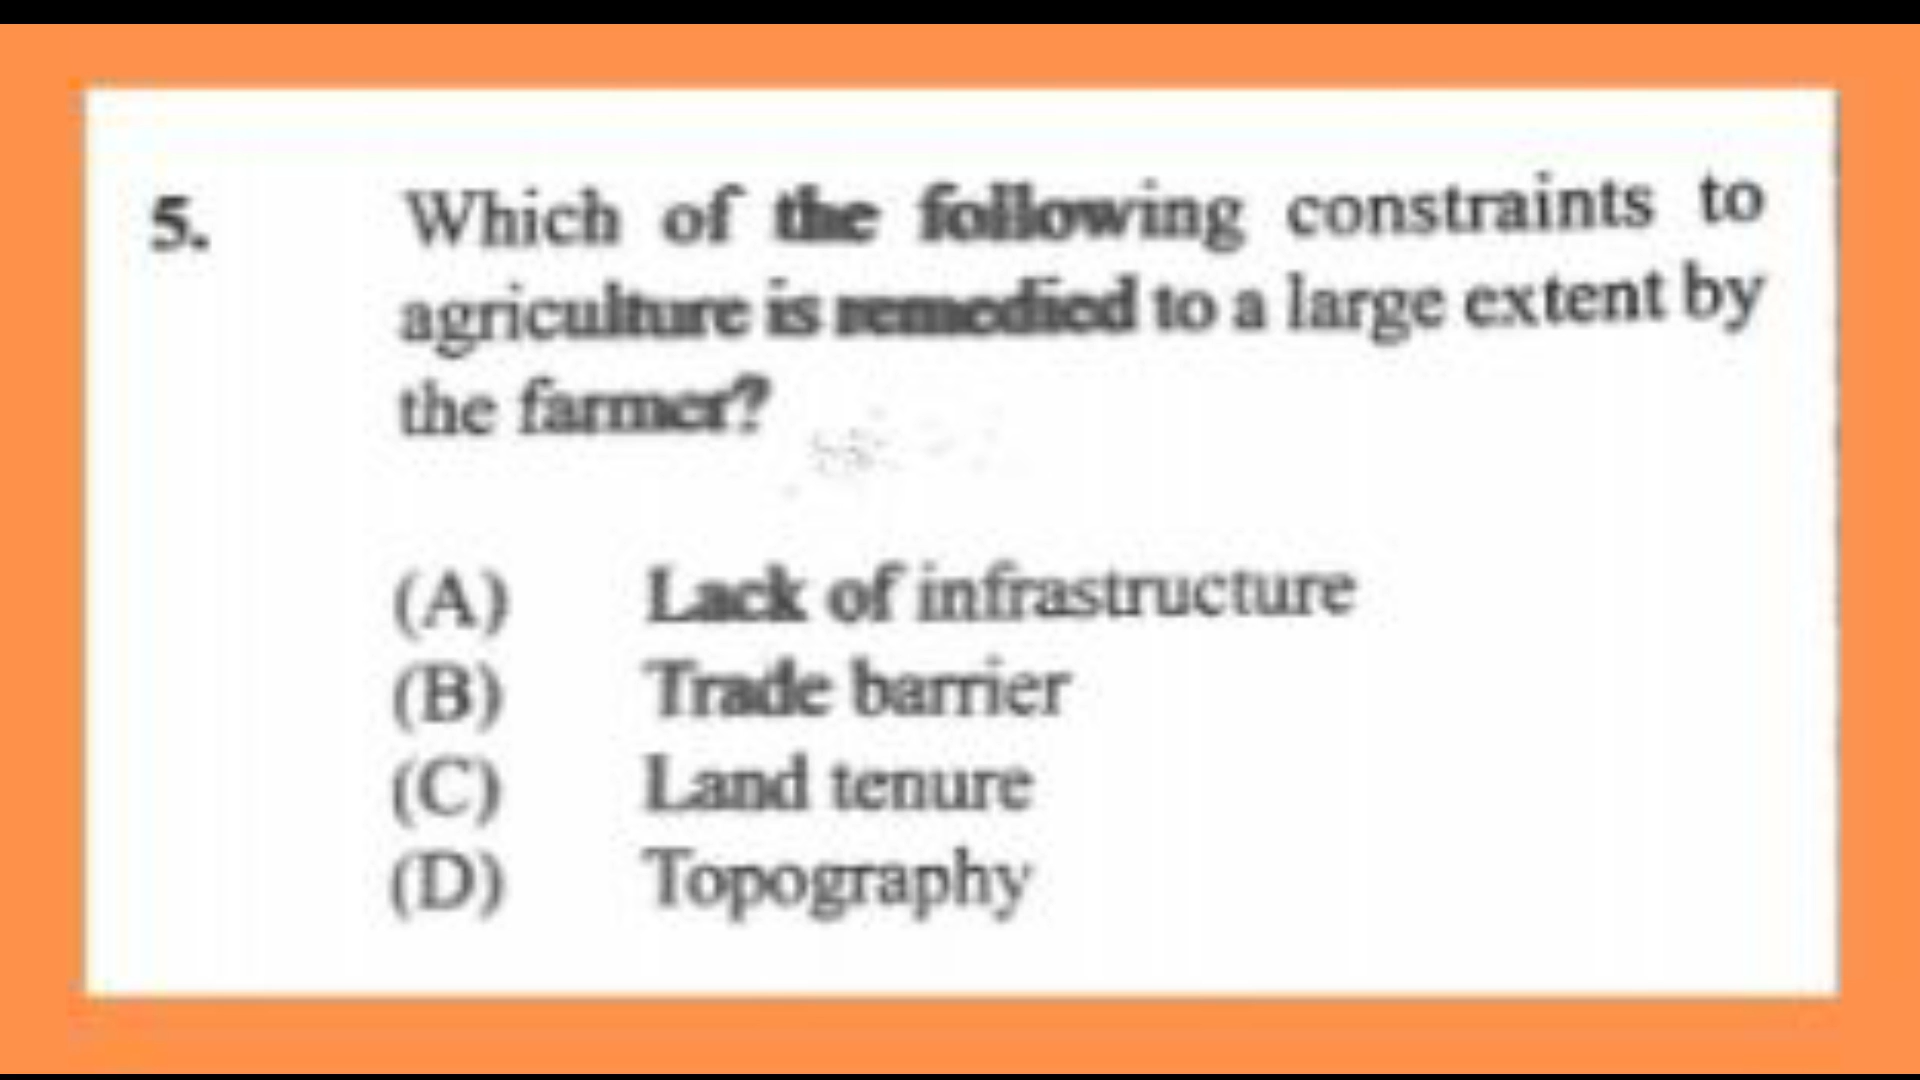 5. Which of the following constraints to
agriculture is remedied to a large extent by
the farmer?
(A) Lack of infrastructure
(B) Trade barrier
(C) Land tenure
(D) Topography